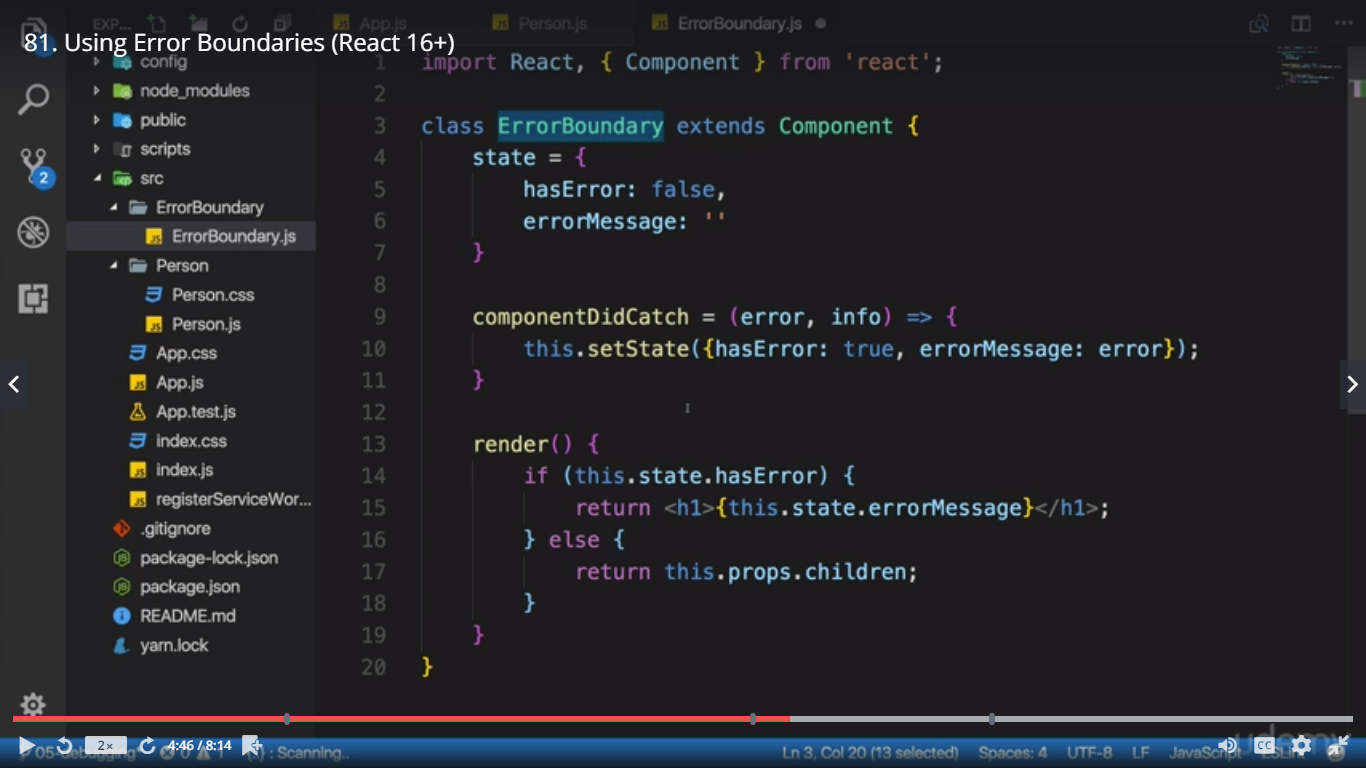 EXP...
App.js
Person.js
ErrorBoundary.js
81. Using Error Boundaries (React 16+)
config
node_modules
public
scripts
src
ErrorBoundary
ErrorBoundary.js
Person
Person.css
Person.js
App.css
App.js
App.test.js
index.css
index.js
registerServiceWor...
.gitignore
package-lock.json
package.json
README.md
yarn.lock
2
1 import React, { Component } from 'react';
2
3 class ErrorBoundary extends Component {
4 state = {
5 hasError: false,
6 errorMessage: ''
7 }
8
9 componentDidCatch = (error, info) => {
10 this.setState({hasError: true, errorMessage: error});
11 }
12
13 render() {
14 if (this.state.hasError) {
15 return <h1>{this.state.errorMessage}</h1>;
16 } else {
17 return this.props.children;
18 }
19 }
20 }
2×
4:46 / 8:14
: Scanning..
Ln 3, Col 20 (13 selected)
Spaces: 4
UTF-8
LF
JavaScript
ESLint
CC
udemy